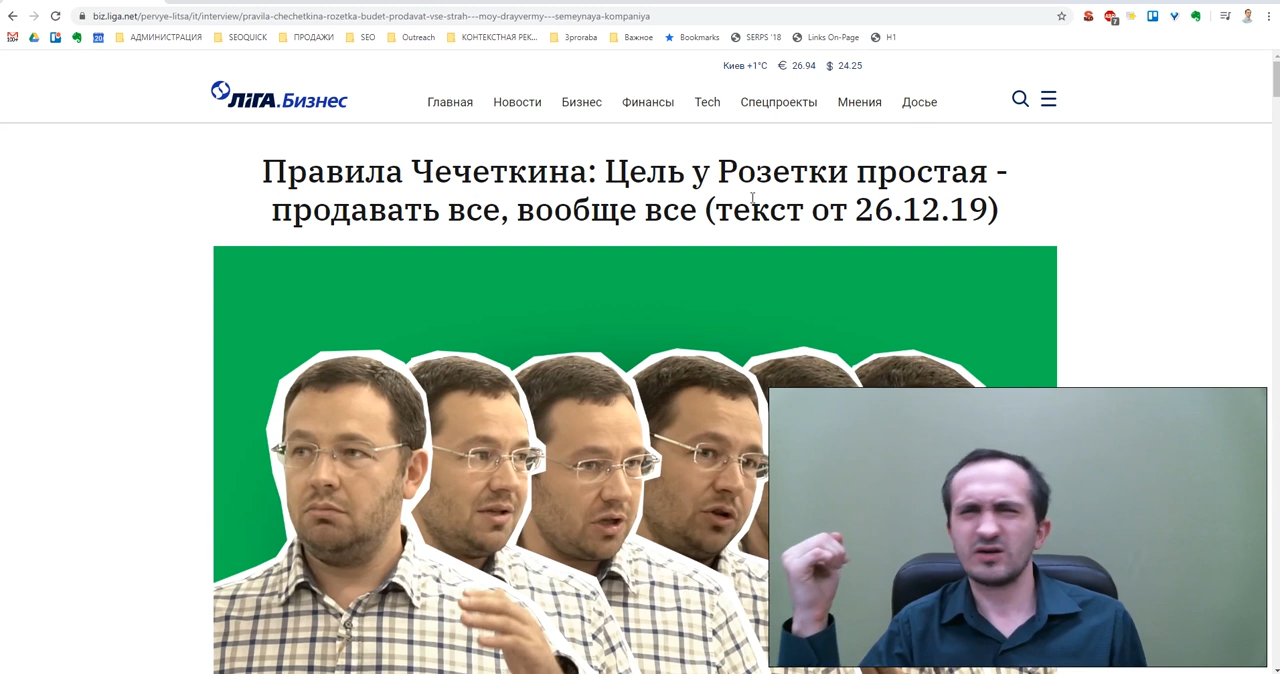 biz.liga.net/pervye-litsa/it/interview/pravila-chechetkina-rozetka-budet-prodavat-vse-strah---moy-drayvermy---semeynaya-kompaniya
АДМИНИСТРАЦИЯ SEOQUICK ПРОДАЖИ SEO Outreach КОНТЕКСТНАЯ РЕК... 3proraba Важное Bookmarks SERPS '18 Links On-Page H1
Киев +1°C € 26.94 $ 24.25
ЛІГА.Бизнес
Главная Новости Бизнес Финансы Tech Спецпроекты Мнения Досье
Правила Чечеткина: Цель у Розетки простая -
продавать все, вообще все (текст от 26.12.19)